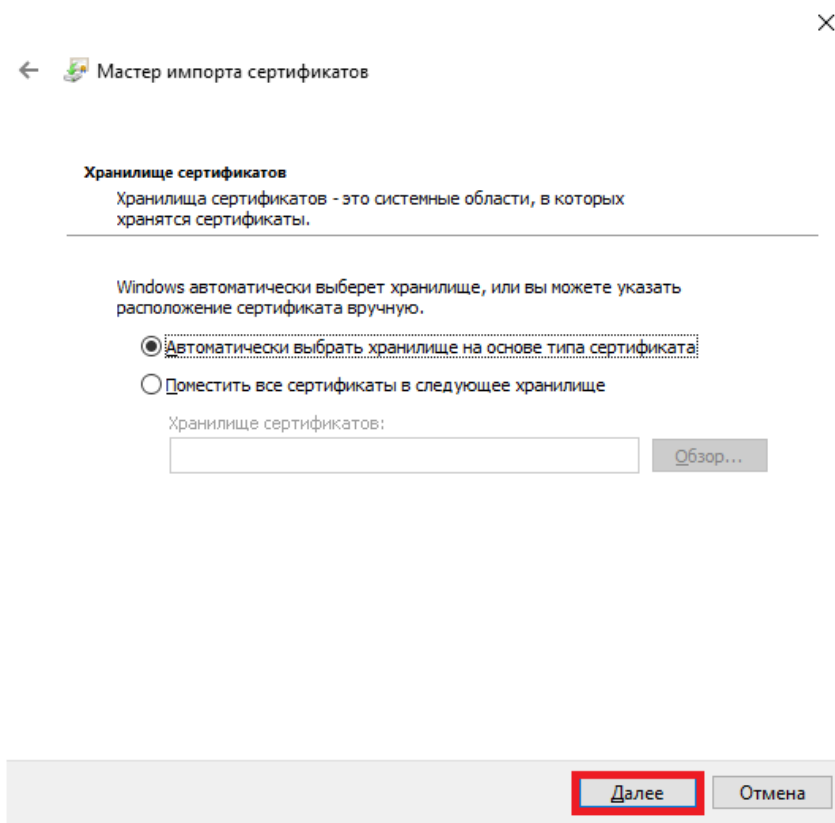 Мастер импорта сертификатов
Хранилище сертификатов
Хранилища сертификатов - это системные области, в которых
хранятся сертификаты.
Windows автоматически выберет хранилище, или вы можете указать
расположение сертификата вручную.
Автоматически выбрать хранилище на основе типа сертификата
Поместить все сертификаты в следующее хранилище
Хранилище сертификатов:
Обзор...
Далее
Отмена